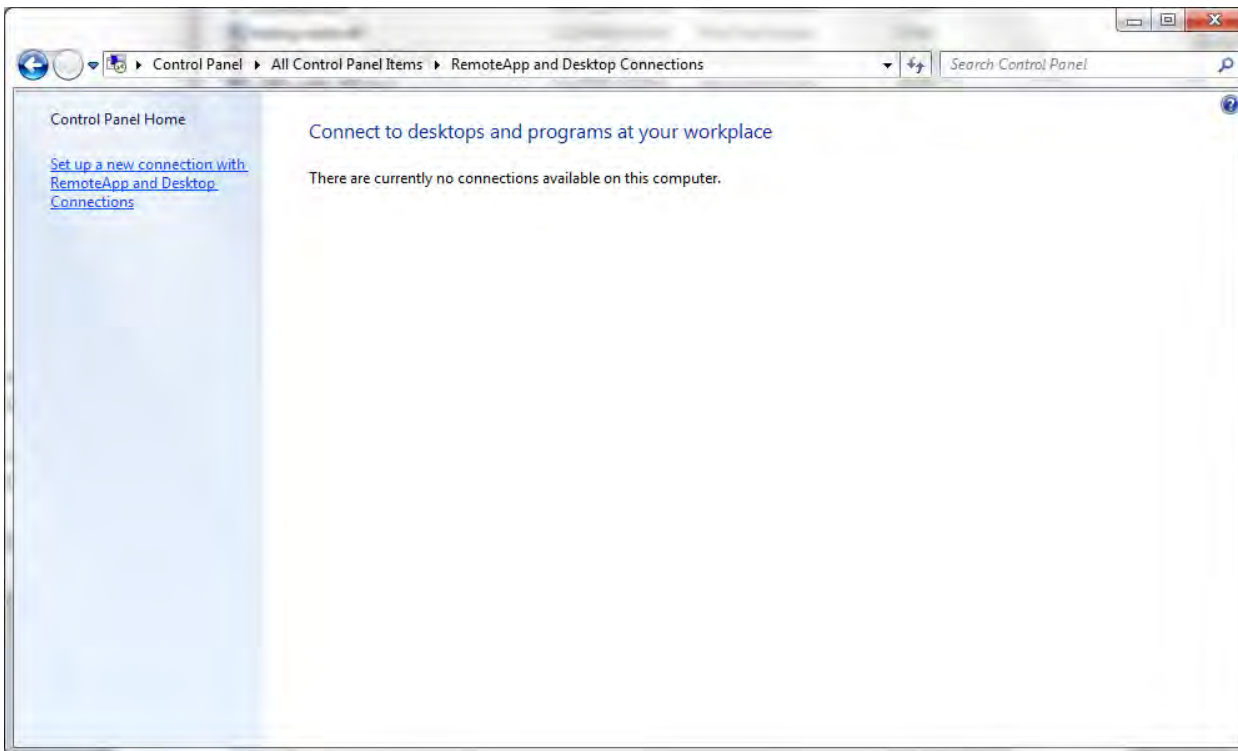 Control Panel
All Control Panel Items
RemoteApp and Desktop Connections
Search Control Panel
Control Panel Home
Set up a new connection with
RemoteApp and Desktop
Connections
Connect to desktops and programs at your workplace
There are currently no connections available on this computer.